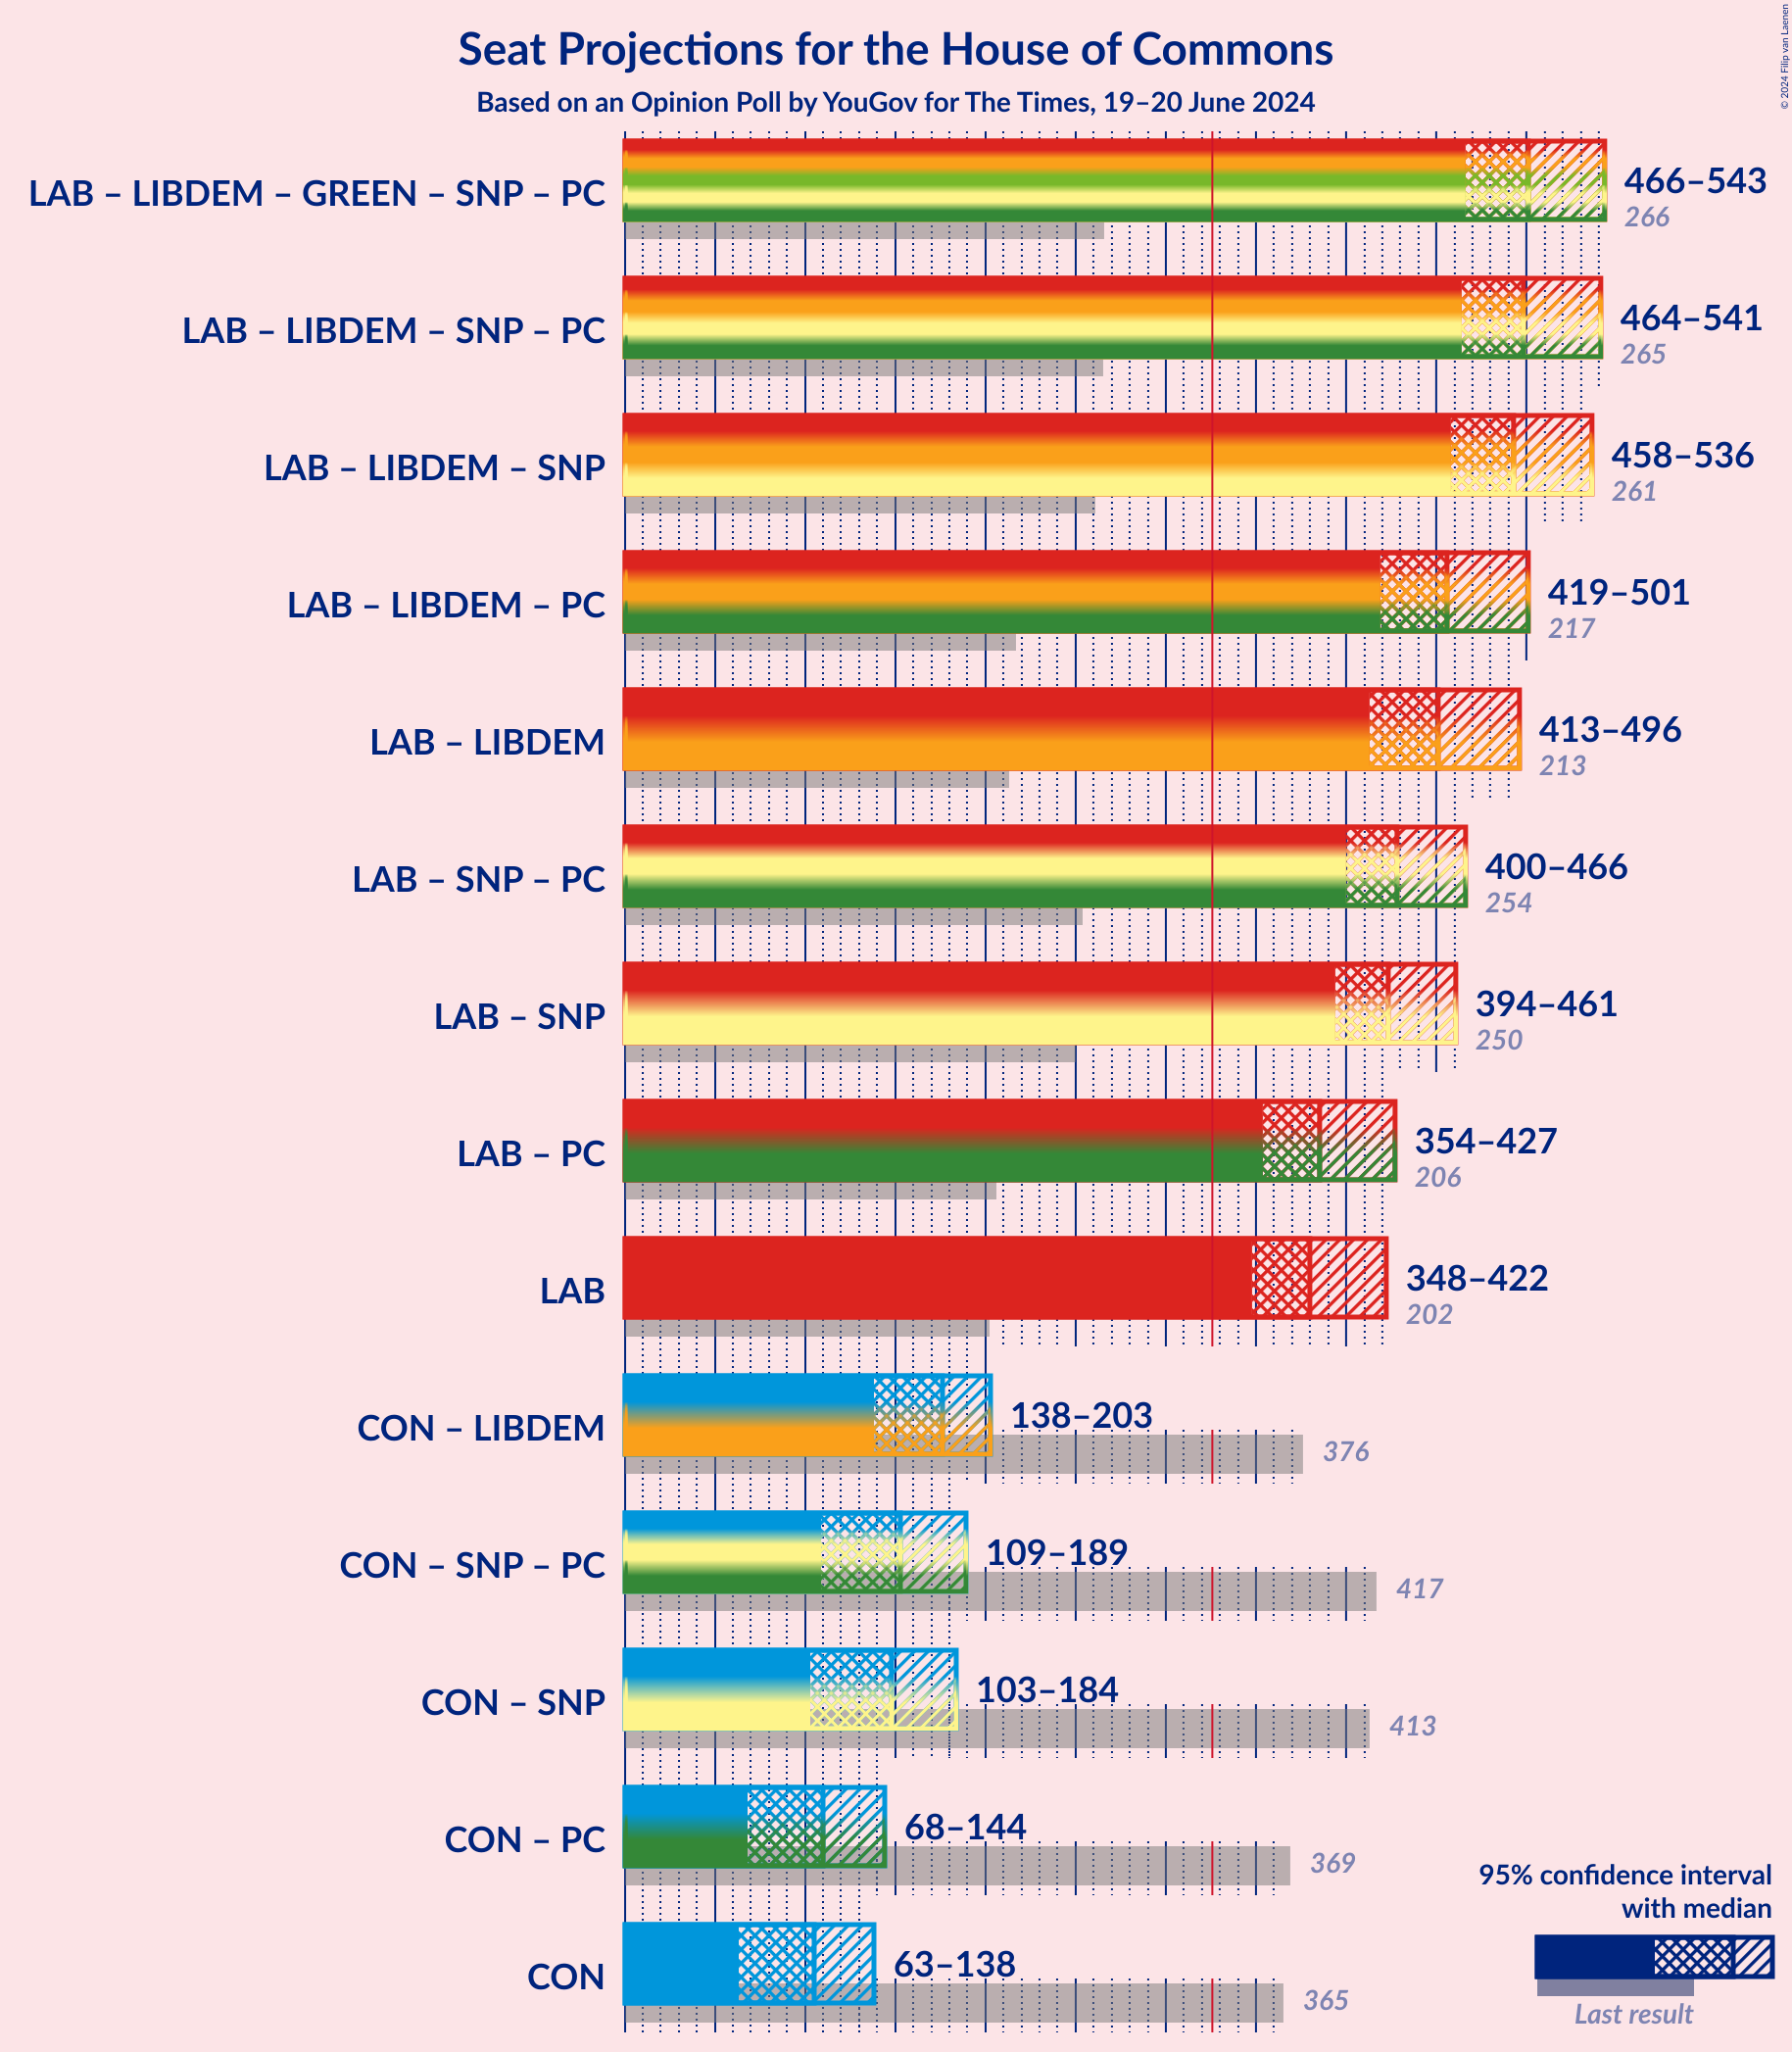 Seat Projections for the House of Commons
Based on an Opinion Poll by YouGov for The Times, 19–20 June 2024
© 2024 Filip van Laenen
LAB – LIBDEM – GREEN – SNP – PC
466–543
266
LAB – LIBDEM – SNP – PC
464–541
265
LAB – LIBDEM – SNP
458–536
261
LAB – LIBDEM – PC
419–501
217
LAB – LIBDEM
413–496
213
LAB – SNP – PC
400–466
254
LAB – SNP
394–461
250
LAB – PC
354–427
206
LAB
348–422
202
CON – LIBDEM
138–203
376
CON – SNP – PC
109–189
417
CON – SNP
103–184
413
CON – PC
68–144
369
CON
63–138
365
95% confidence interval
with median
Last result